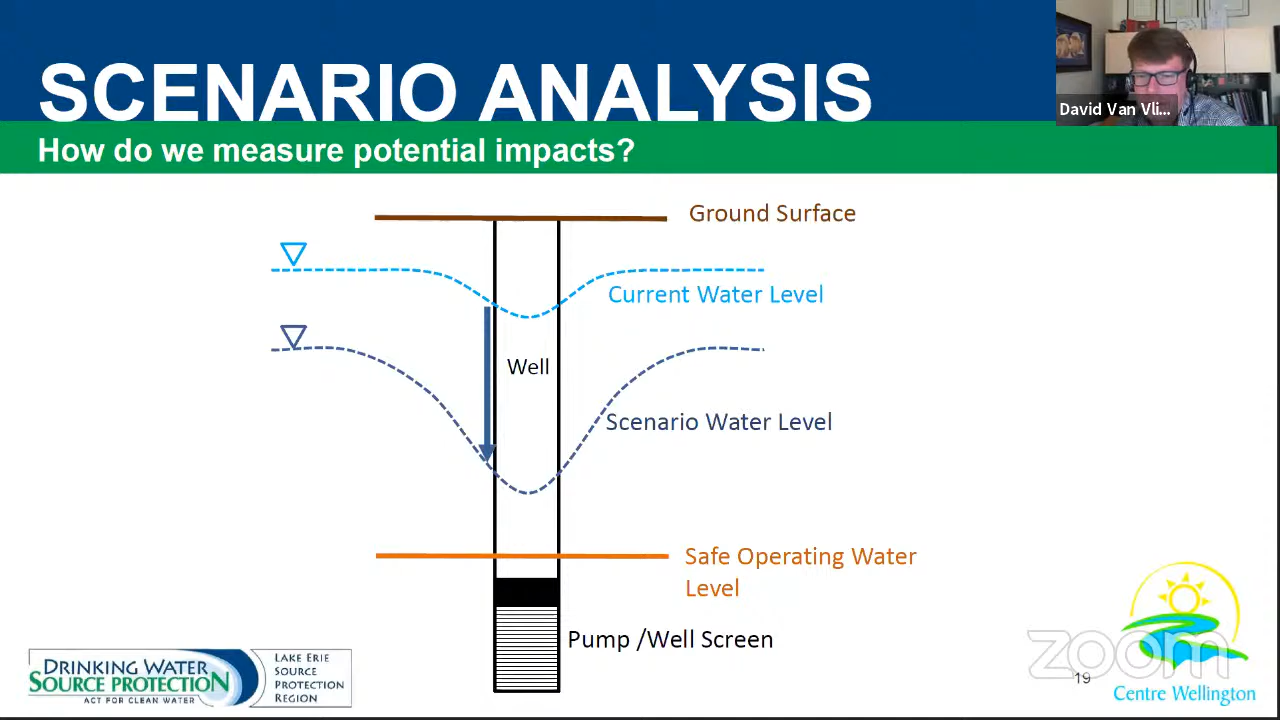 SCENARIO ANALYSIS
David Van Vli...
How do we measure potential impacts?
Ground Surface
Current Water Level
Well
Scenario Water Level
Safe Operating Water
Level
Pump /Well Screen
DRINKING WATER
SOURCE PROTECTION
ACT FOR CLEAN WATER
LAKE ERIE
SOURCE
PROTECTION
REGION
zoom
19
Centre Wellington